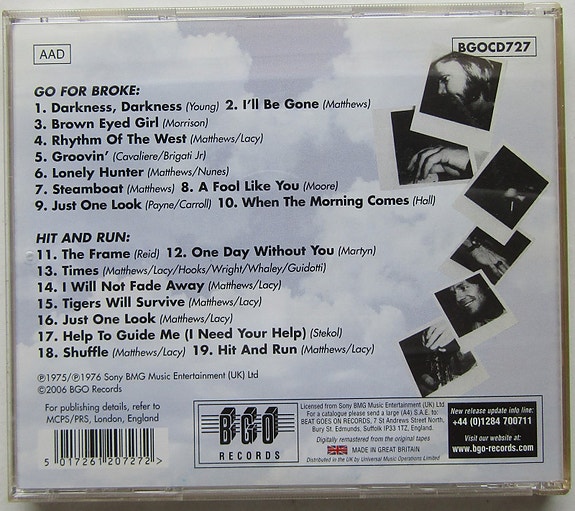 AAD
BGOCD727
GO FOR BROKE:
1. Darkness, Darkness (Young) 2. I'll Be Gone (Matthews)
3. Brown Eyed Girl (Morrison)
4. Rhythm Of The West (Matthews/Lacy)
5. Groovin' (Cavaliere/Brigati Jr)
6. Lonely Hunter (Matthews/Nunes)
7. Steamboat (Matthews) 8. A Fool Like You (Moore)
9. Just One Look (Payne/Carroll) 10. When The Morning Comes (Hall)
HIT AND RUN:
11. The Frame (Reid) 12. One Day Without You (Martyn)
13. Times (Matthews/Lacy/Hooks/Wright/Whaley/Guidotti)
14. I Will Not Fade Away (Matthews/Lacy)
15. Tigers Will Survive (Matthews/Lacy)
16. Just One Look (Matthews/Lacy)
17. Help To Guide Me (I Need Your Help) (Stekol)
18. Shuffle (Matthews/Lacy) 19. Hit And Run (Matthews/Lacy)
℗1975/℗1976 Sony BMG Music Entertainment (UK) Ltd
©2006 BGO Records
For publishing details, refer to
MCPS/PRS, London, England
5 017261 207272 >
BGO
RECORDS
Licensed from Sony BMG Music Entertainment (UK) Ltd
For a catalogue please send a large (A4) S.A.E. to:
BEAT GOES ON RECORDS, 7 St Andrews Street North,
Bury St. Edmunds, Suffolk IP33 1TZ, England.
Digitally remastered from the original tapes
MADE IN GREAT BRITAIN
Distributed in the UK by Universal Music Operations Limited
New release update info line:
+44 (0)1284 700711
Visit our website at:
www.bgo-records.com